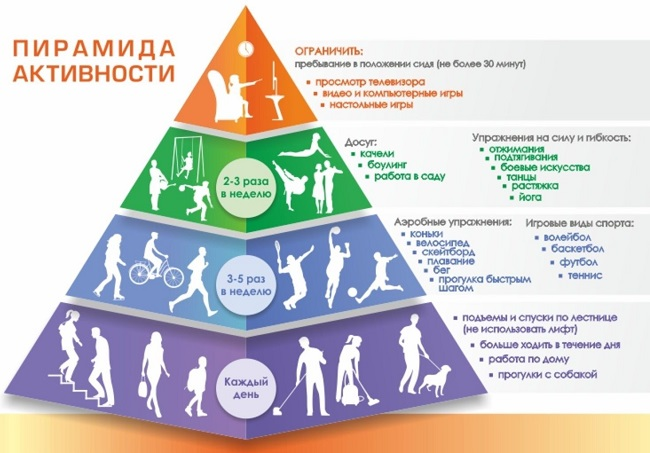 ПИРАМИДА
АКТИВНОСТИ
ОГРАНИЧИТЬ:
пребывание в положении сидя (не более 30 минут)
просмотр телевизора
видео и компьютерные игры
настольные игры
Досуг:
качели
боулинг
работа в саду
Упражнения на силу и гибкость:
отжимания
подтягивания
боевые искусства
танцы
растяжка
йога
2-3 раза
в неделю
Аэробные упражнения:
коньки
велосипед
скейтборд
плавание
бег
прогулка быстрым
шагом
Игровые виды спорта:
волейбол
баскетбол
футбол
теннис
3-5 раз
в неделю
подъемы и спуски по лестнице
(не использовать лифт)
больше ходить в течение дня
работа по дому
прогулки с собакой
Каждый
день